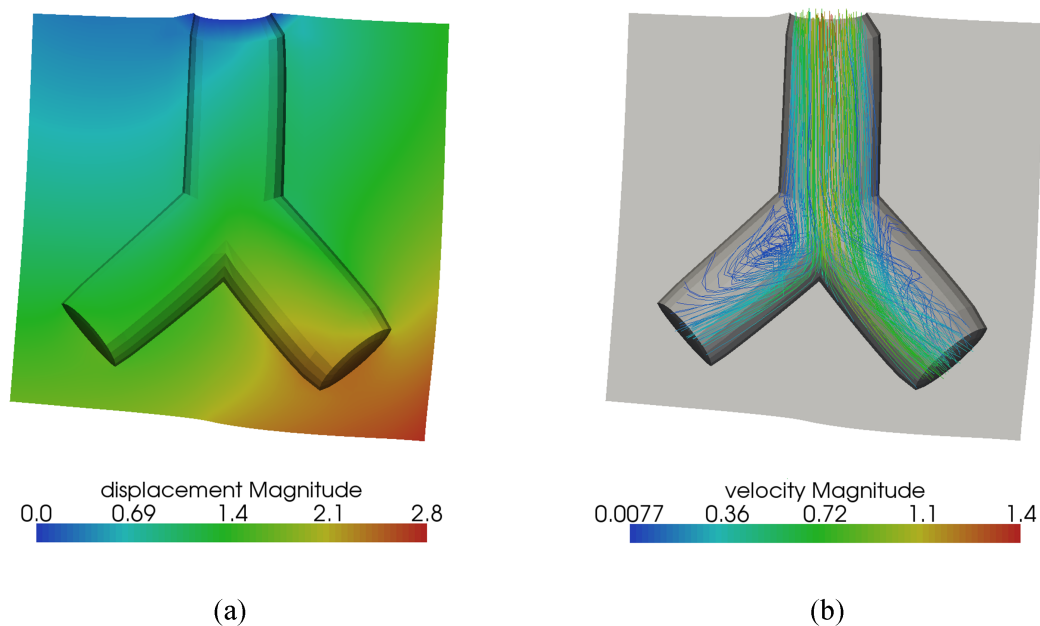 displacement Magnitude
0.0 0.69 1.4 2.1 2.8
(a)
velocity Magnitude
0.0077 0.36 0.72 1.1 1.4
(b)